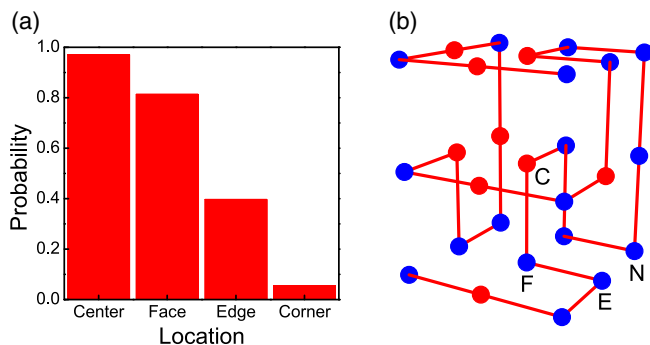 (a)
Probability
1.0
0.8
0.6
0.4
0.2
0.0
Center Face Edge Corner
Location
(b)
C
F
E
N